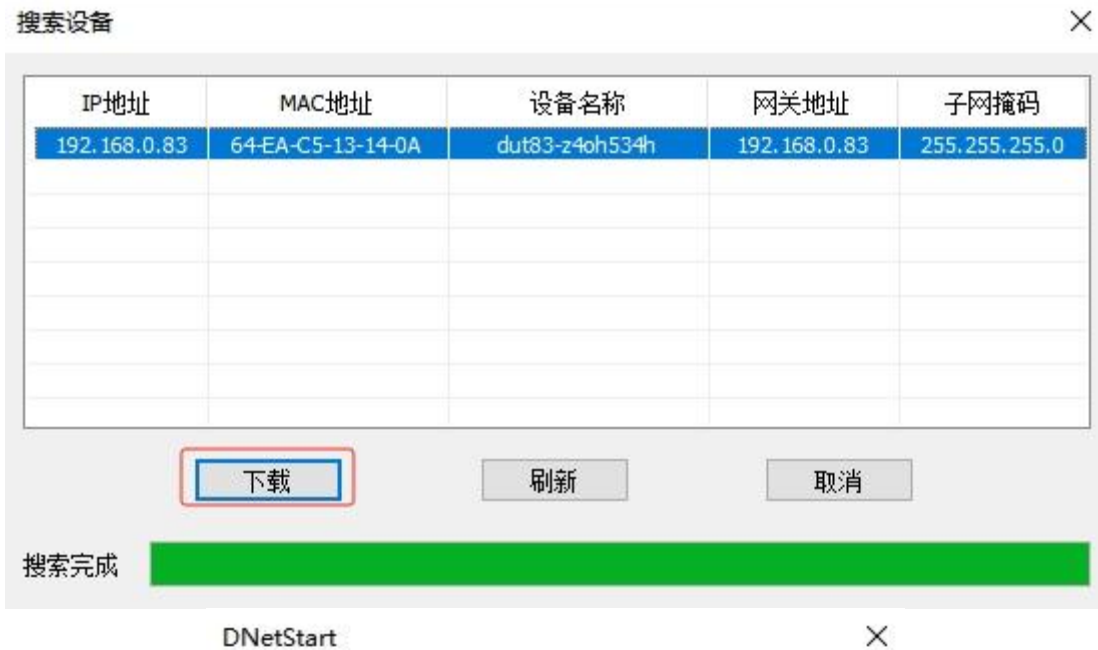 搜索设备
IP地址 MAC地址 设备名称 网关地址 子网掩码
192.168.0.83 64-EA-C5-13-14-0A dut83-z4oh534h 192.168.0.83 255.255.255.0
下载 刷新 取消
搜索完成
DNetStart